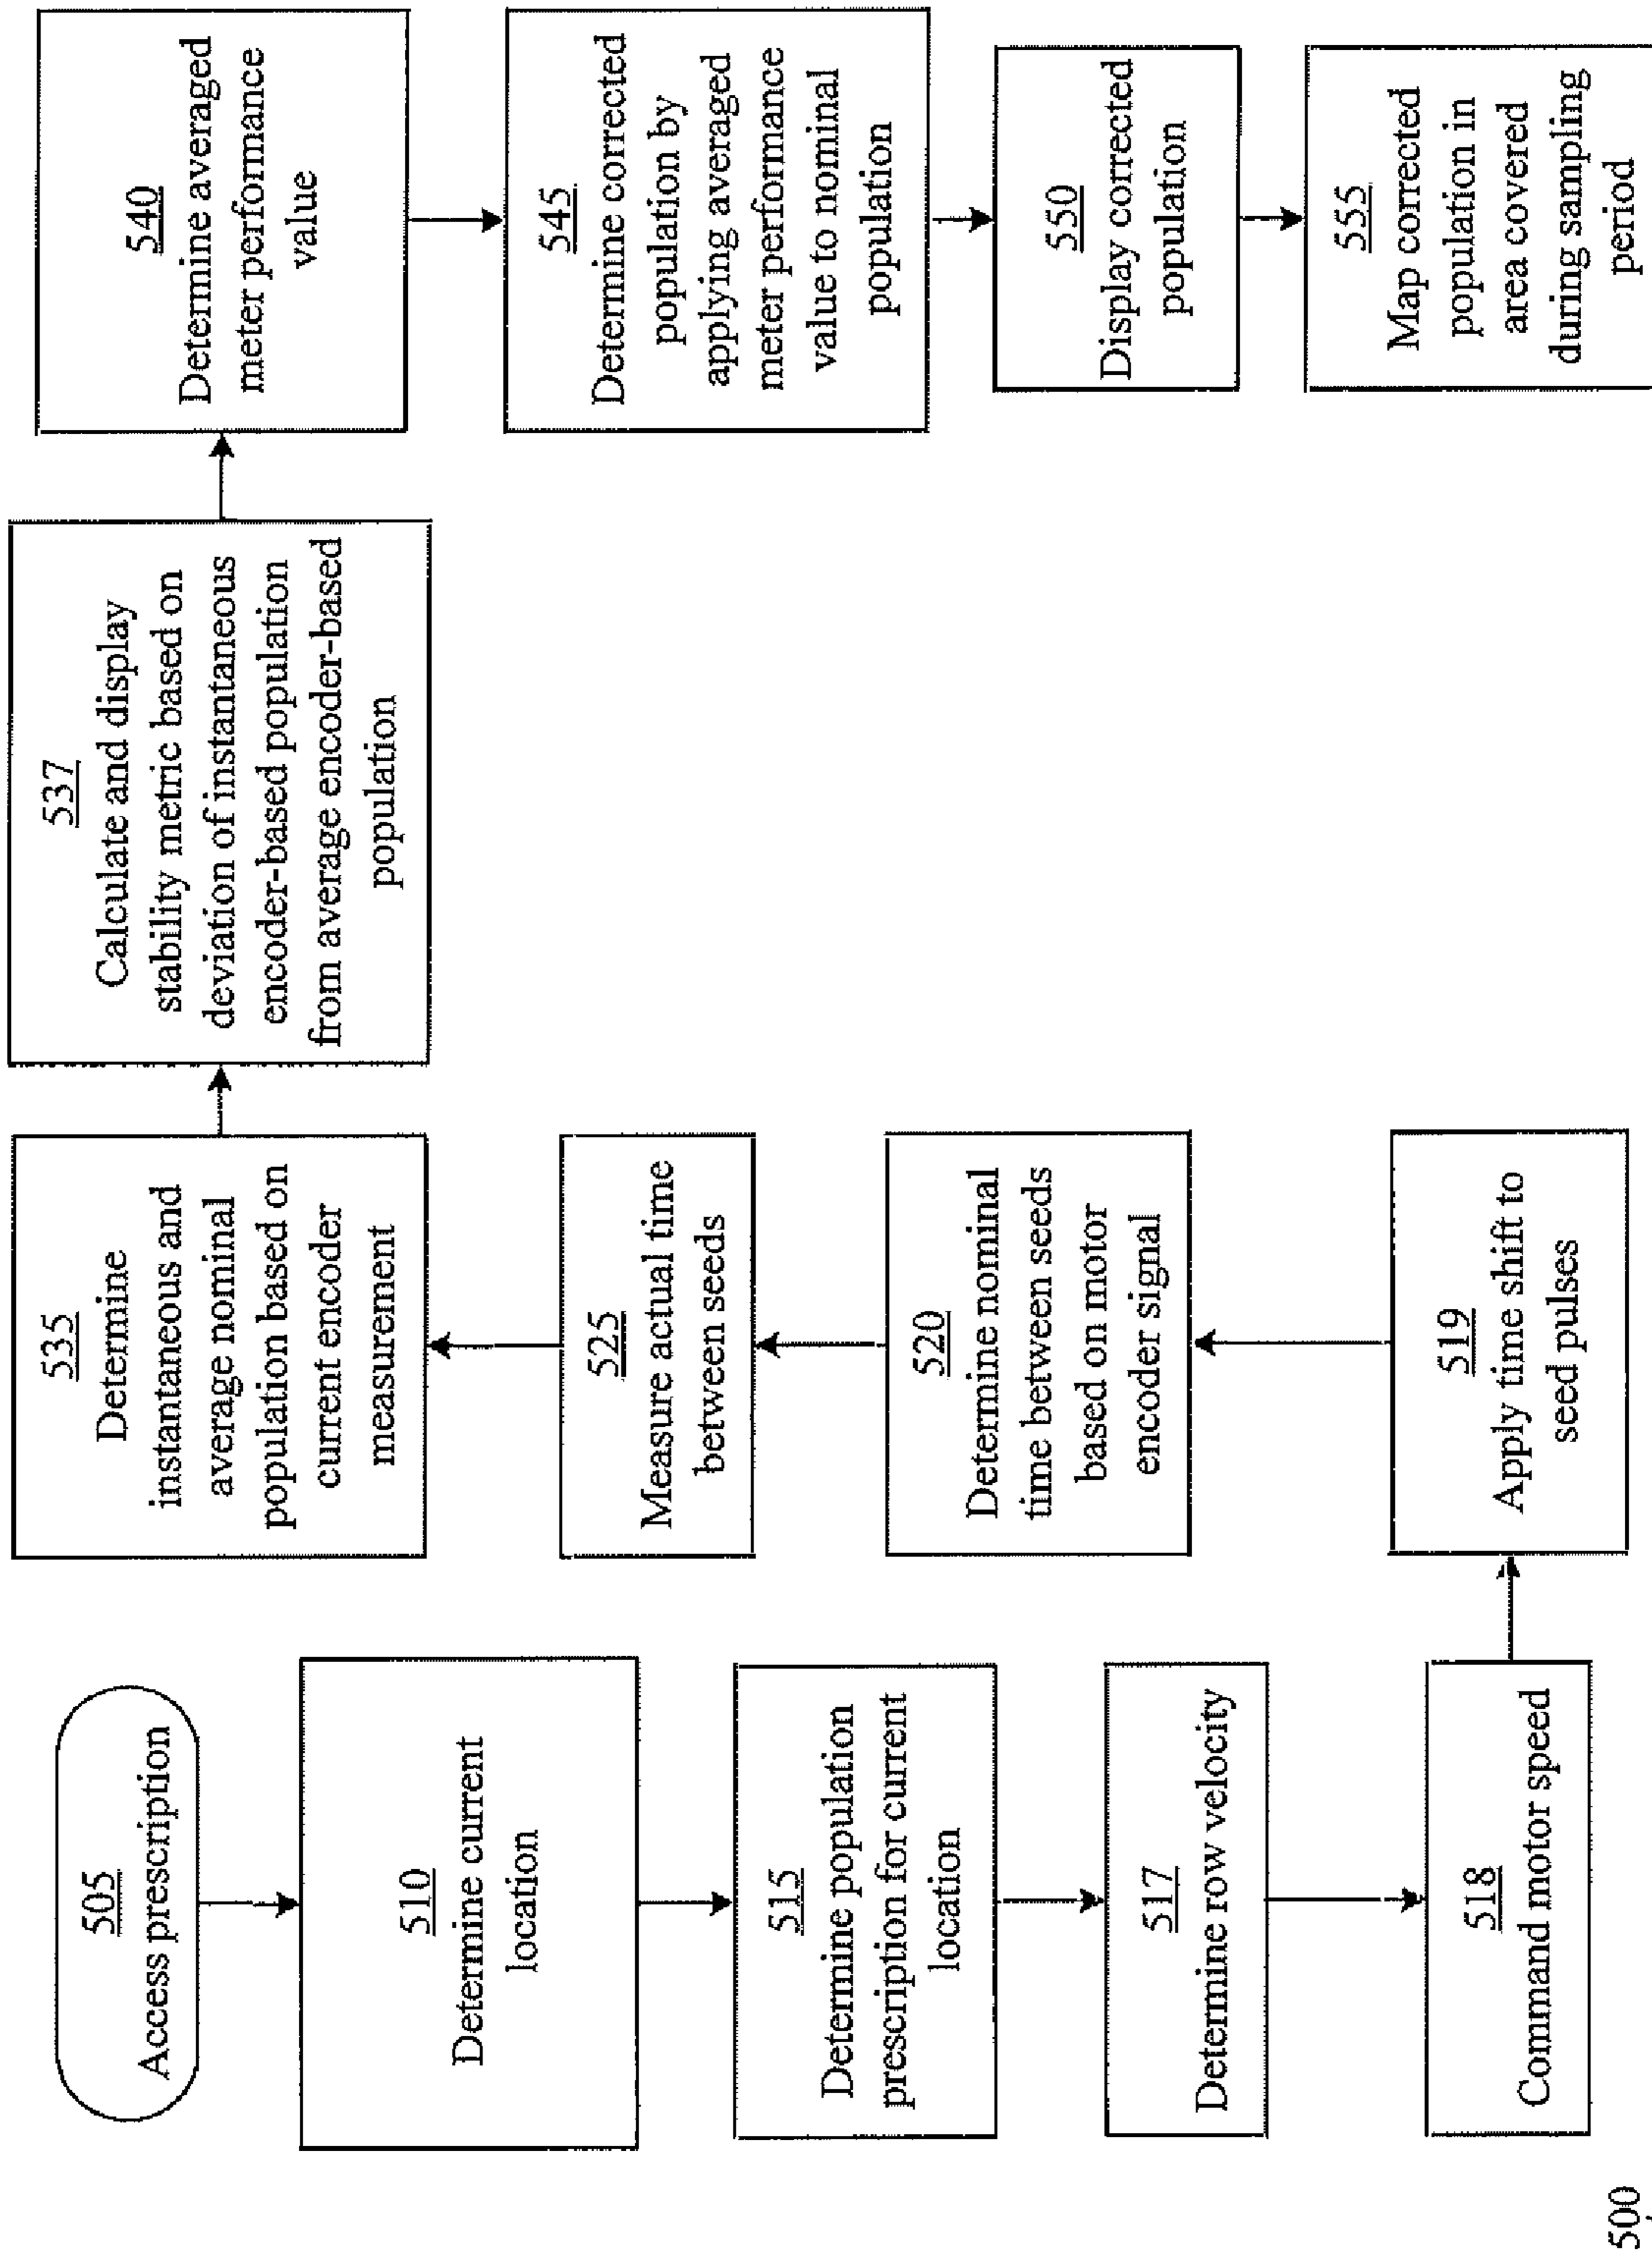 505
Access prescription
510
Determine current
location
515
Determine population
prescription for current
location
517
Determine row velocity
518
Command motor speed
519
Apply time shift to
seed pulses
520
Determine nominal
time between seeds
based on motor
encoder signal
525
Measure actual time
between seeds
535
Determine
instantaneous and
average nominal
population based on
current encoder
measurement
537
Calculate and display
stability metric based on
deviation of instantaneous
encoder-based population
from average encoder-based
population
540
Determine averaged
meter performance
value
545
Determine corrected
population by
applying averaged
meter performance
value to nominal
population
550
Display corrected
population
555
Map corrected
population in
area covered
during sampling
period
500